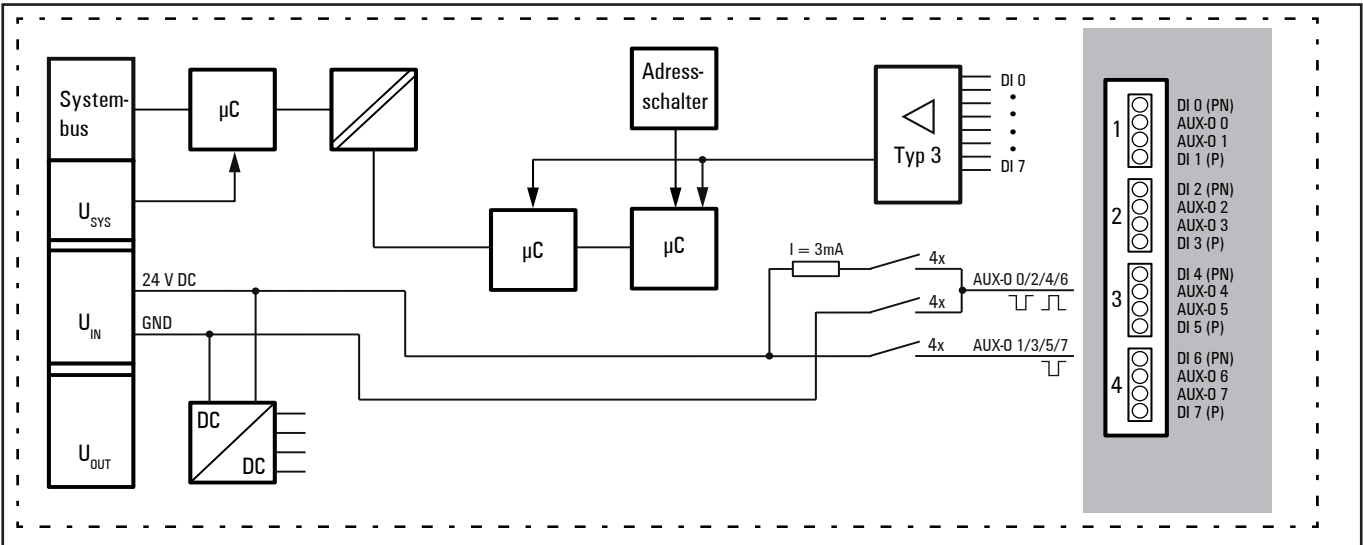 System-
bus
µC
Adress-
schalter
Typ 3
DI 0
DI 7
U_SYS
µC
µC
24 V DC
GND
U_IN
I = 3mA
4x
4x
4x
AUX-O 0/2/4/6
AUX-O 1/3/5/7
DC
DC
U_OUT
1
DI 0 (PN)
AUX-O 0
AUX-O 1
DI 1 (P)
2
DI 2 (PN)
AUX-O 2
AUX-O 3
DI 3 (P)
3
DI 4 (PN)
AUX-O 4
AUX-O 5
DI 5 (P)
4
DI 6 (PN)
AUX-O 6
AUX-O 7
DI 7 (P)